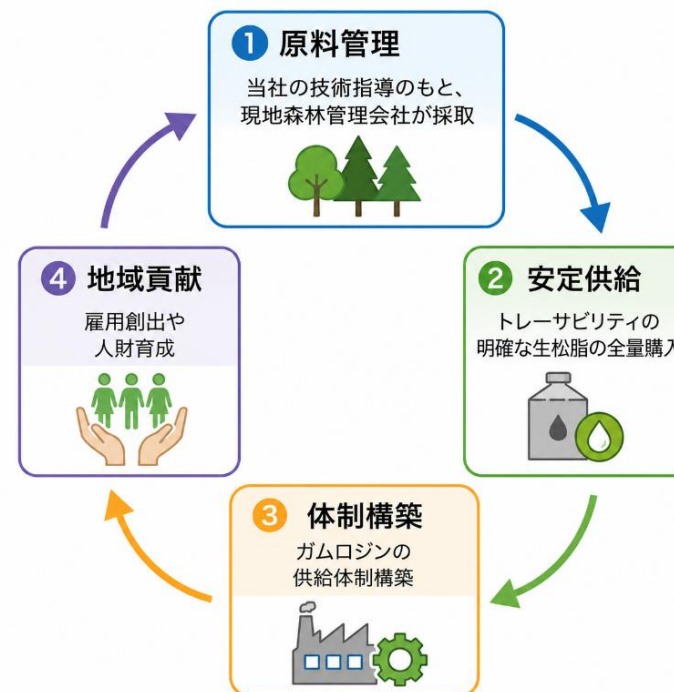 1 原料管理
当社の技術指導のもと、
現地森林管理会社が採取
2 安定供給
トレーサビリティの
明確な生松脂の全量購入
3 体制構築
ガムロジンの
供給体制構築
4 地域貢献
雇用創出や
人財育成